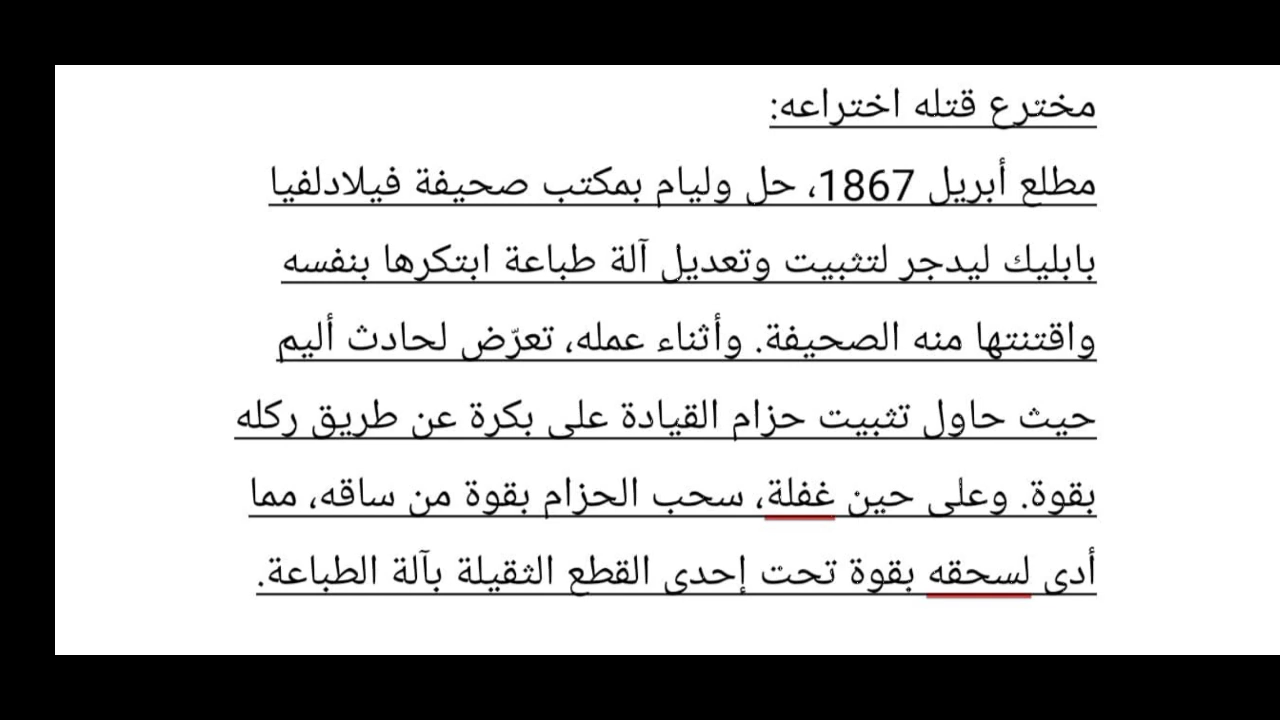 مخترع قتله اختراعه:
مطلع أبريل 1867، حل وليام بمكتب صحيفة فيلادلفيا
بابليك ليدجر لتثبيت وتعديل آلة طباعة ابتكرها بنفسه
واقتنتها منه الصحيفة. وأثناء عمله، تعرّض لحادث أليم
حيث حاول تثبيت حزام القيادة على بكرة عن طريق ركله
بقوة. وعلى حين غفلة، سحب الحزام بقوة من ساقه، مما
أدى لسحقه بقوة تحت إحدى القطع الثقيلة بآلة الطباعة.